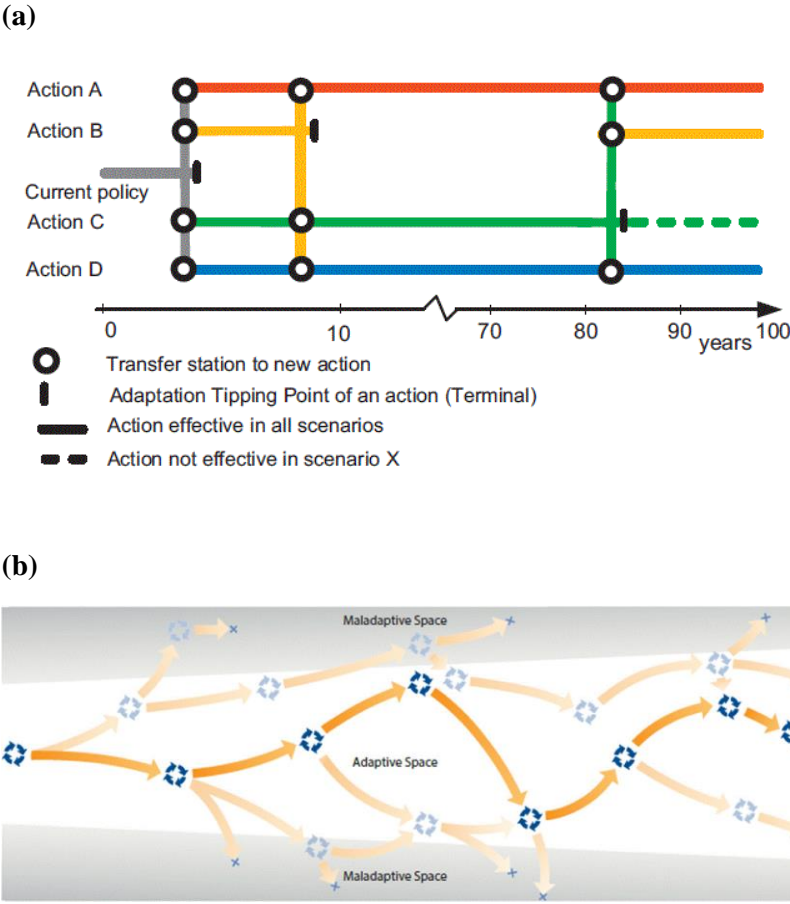 (a)
Action A
Action B
Current policy
Action C
Action D
0 10 70 80 90 100
years
Transfer station to new action
Adaptation Tipping Point of an action (Terminal)
Action effective in all scenarios
Action not effective in scenario X
(b)
Maladaptive Space
Adaptive Space
Maladaptive Space